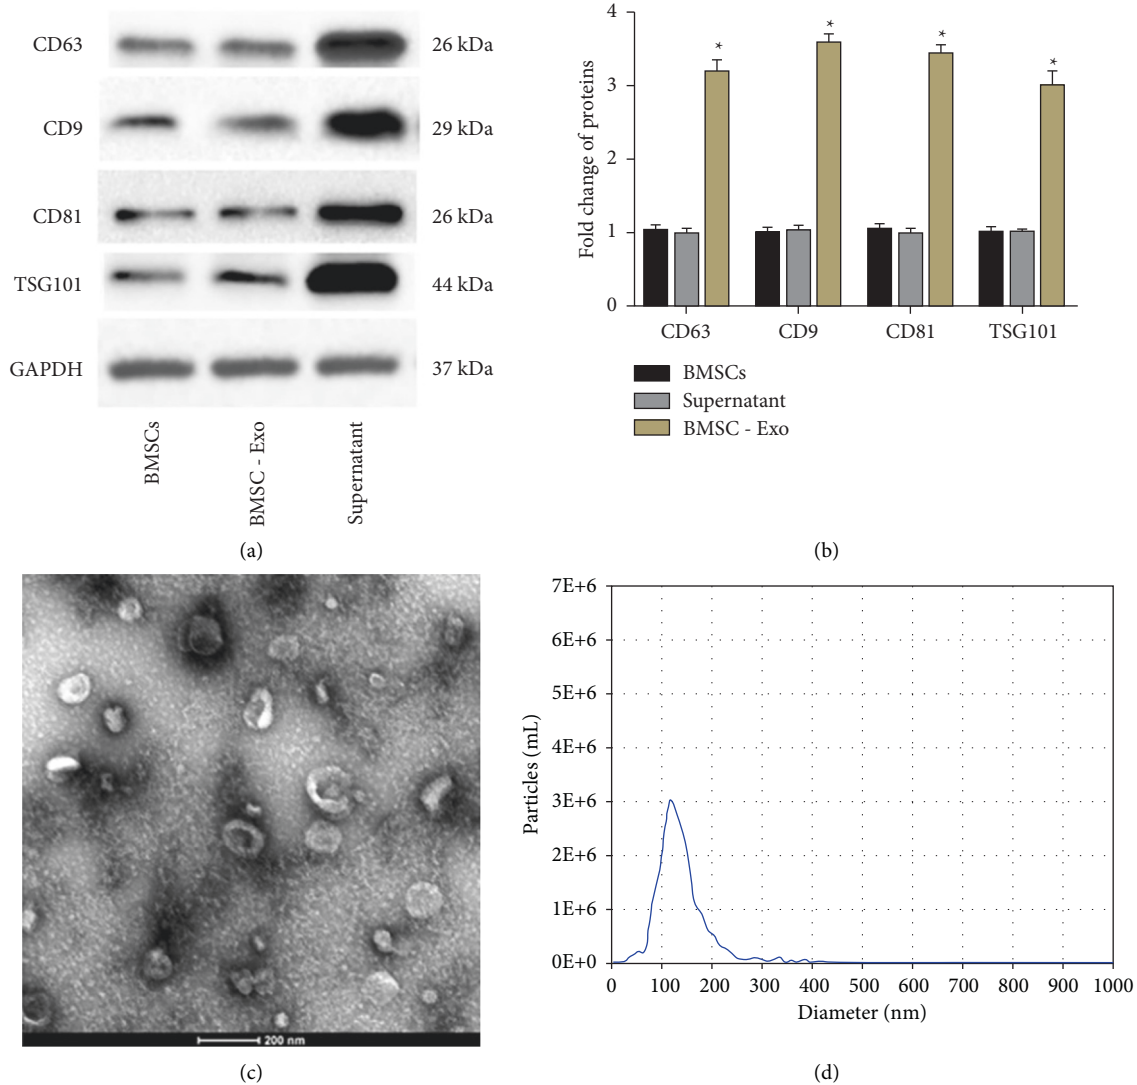 CD63
26 kDa
CD9
29 kDa
CD81
26 kDa
TSG101
44 kDa
GAPDH
37 kDa
BMSCs
BMSC - Exo
Supernatant
(a)
Fold change of proteins
4
3
2
1
0
*
*
*
*
CD63 CD9 CD81 TSG101
BMSCs
Supernatant
BMSC - Exo
(b)
200 nm
(c)
Particles (mL)
7E+6
6E+6
5E+6
4E+6
3E+6
2E+6
1E+6
0E+0
0 100 200 300 400 500 600 700 800 900 1000
Diameter (nm)
(d)